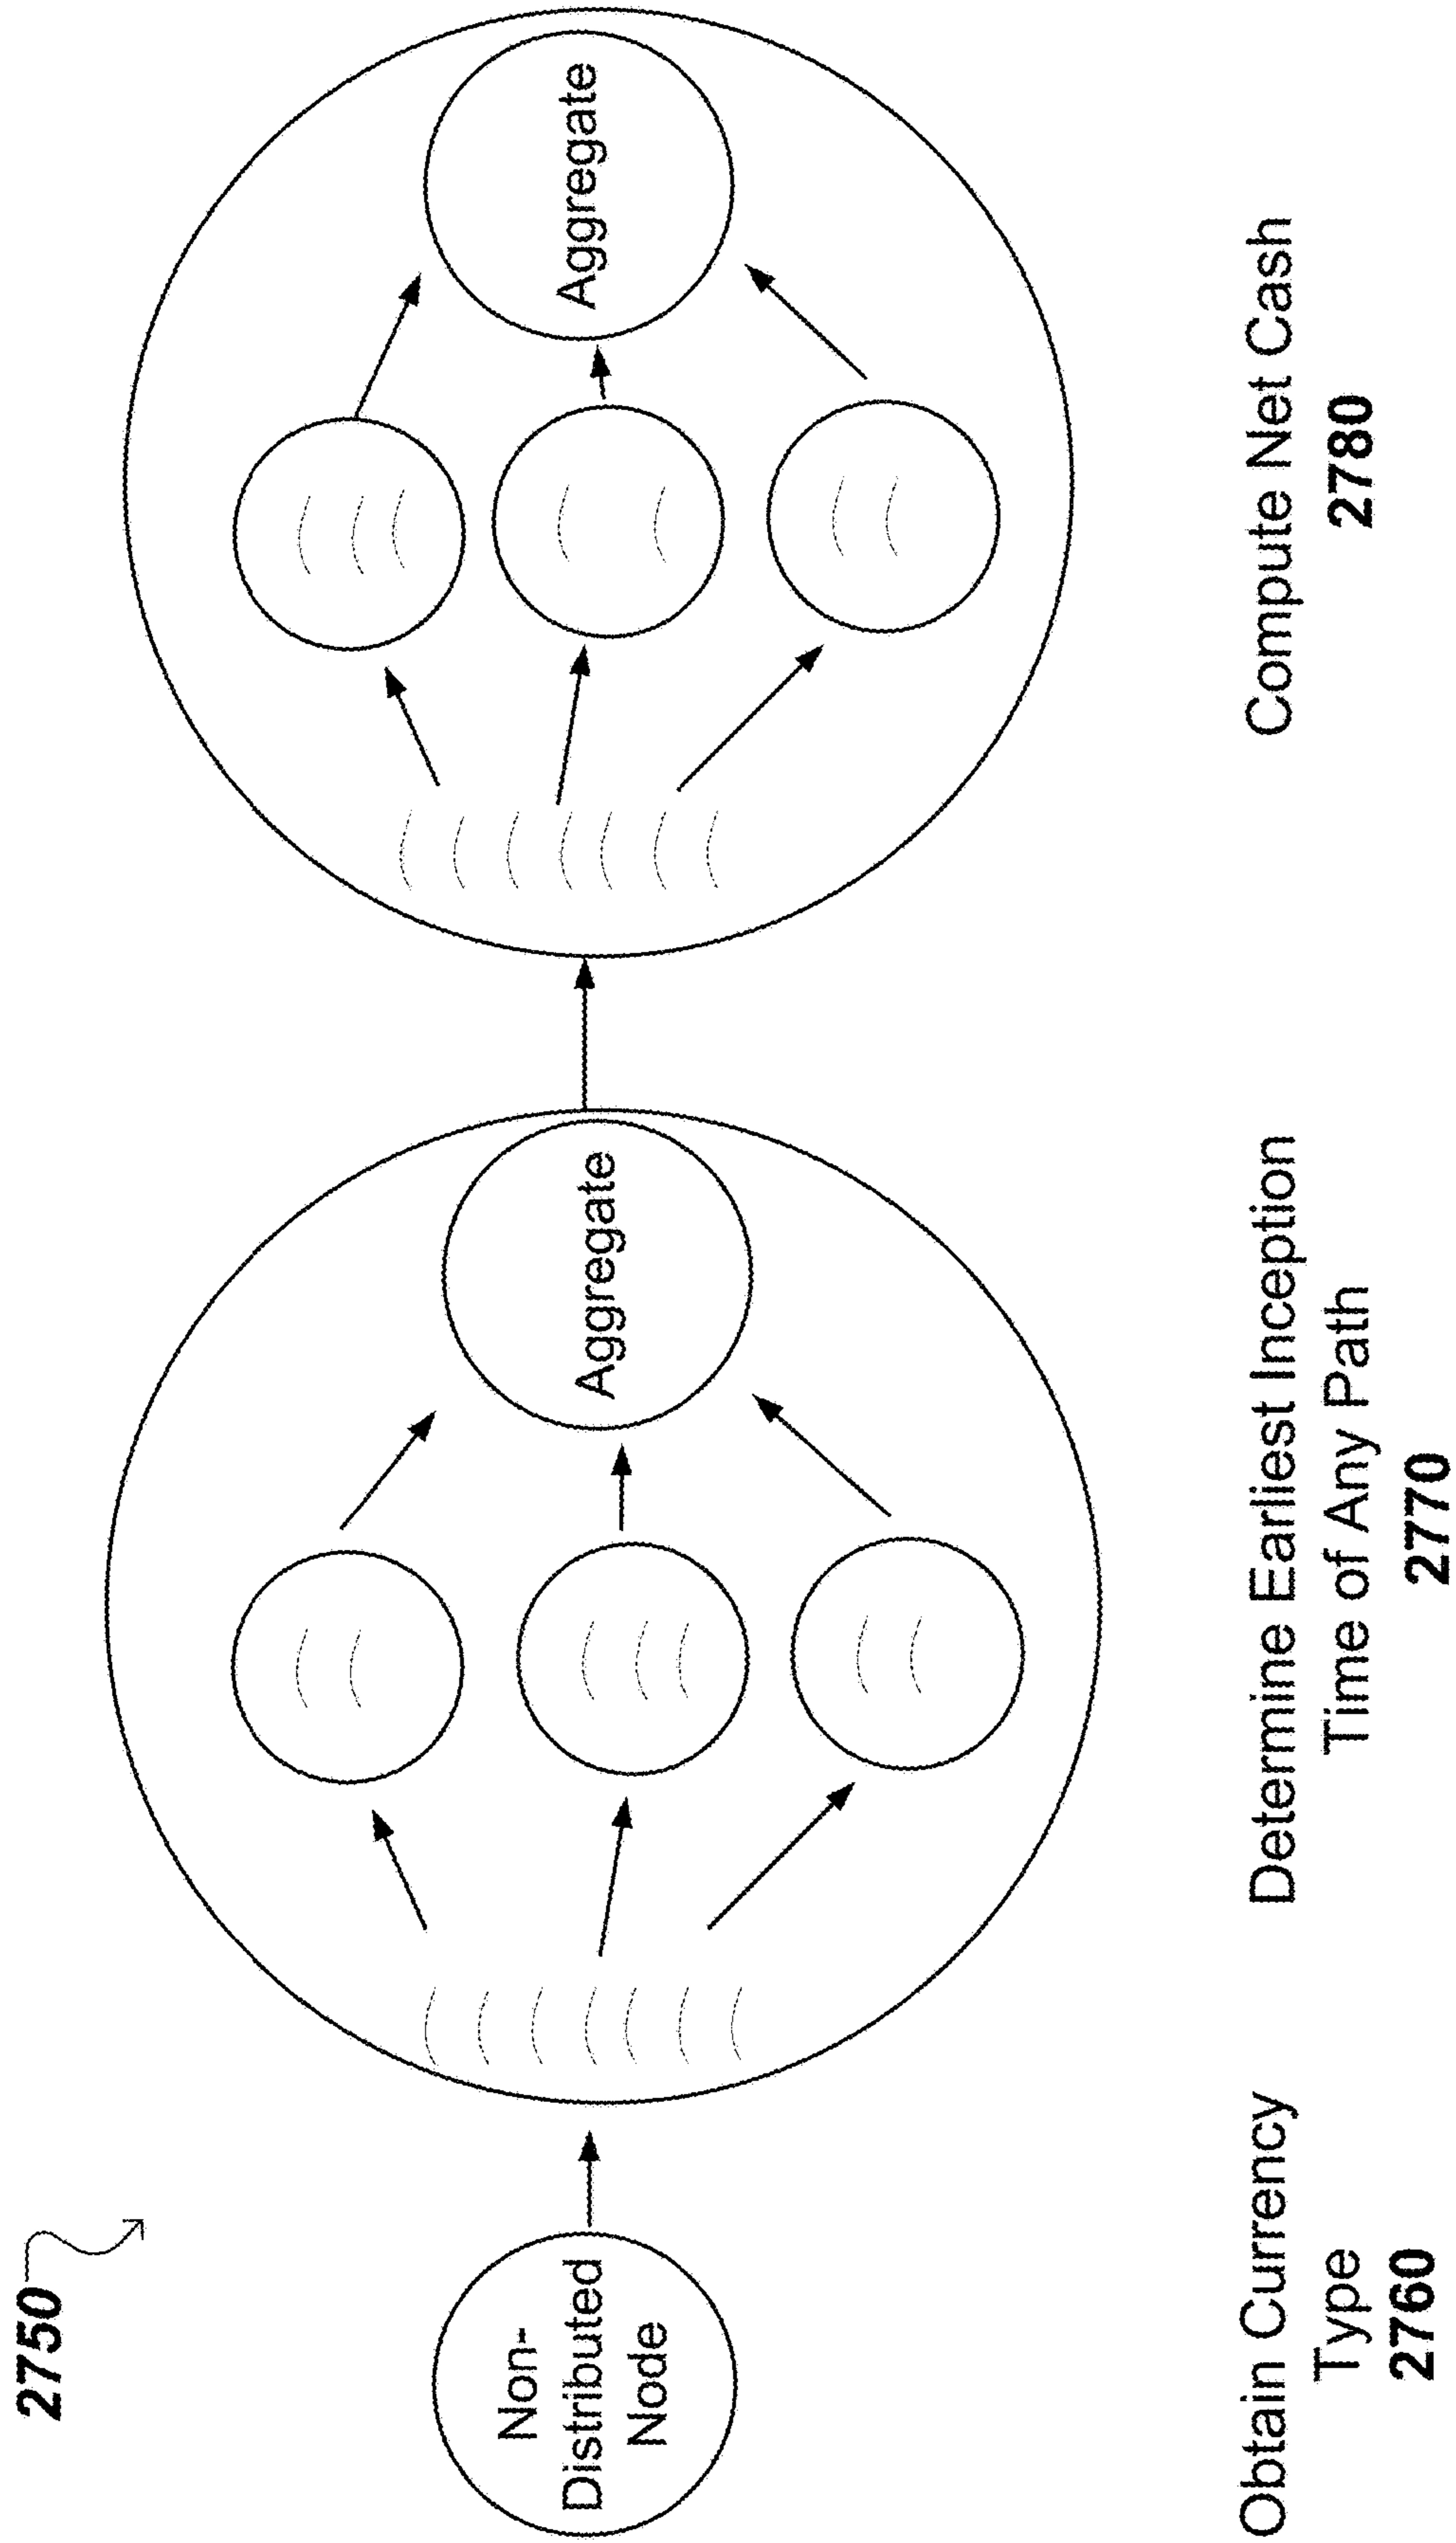 2750
Non-
Distributed
Node
Aggregate
Aggregate
Obtain Currency
Type
2760
Determine Earliest Inception
Time of Any Path
2770
Compute Net Cash
2780